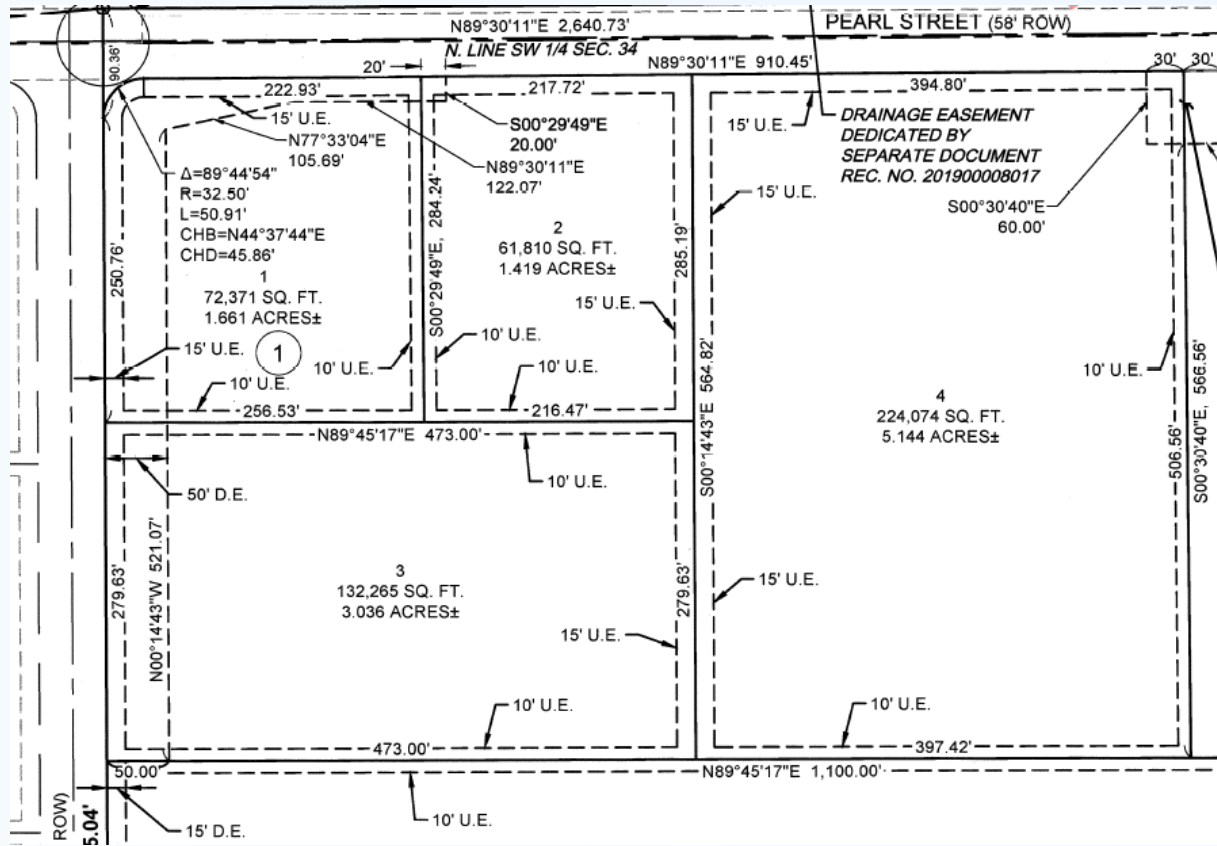 PEARL STREET (58' ROW)
N89°30'11"E 2,640.73'
N. LINE SW 1/4 SEC. 34
N89°30'11"E 910.45'
20'
30'
30'
90.36'
222.93'
217.72'
394.80'
15' U.E.
N77°33'04"E
105.69'
S00°29'49"E
20.00'
N89°30'11"E
122.07'
15' U.E.
DRAINAGE EASEMENT
DEDICATED BY
SEPARATE DOCUMENT
REC. NO. 201900008017
15' U.E.
S00°30'40"E
60.00'
Δ=89°44'54"
R=32.50'
L=50.91'
CHB=N44°37'44"E
CHD=45.86'
1
72,371 SQ. FT.
1.661 ACRES±
250.76'
15' U.E.
1
10' U.E.
10' U.E.
256.53'
S00°29'49"E, 284.24'
2
61,810 SQ. FT.
1.419 ACRES±
285.19'
15' U.E.
10' U.E.
10' U.E.
216.47'
S00°14'43"E 564.82'
4
224,074 SQ. FT.
5.144 ACRES±
10' U.E.
506.56'
S00°30'40"E, 566.56'
N89°45'17"E 473.00'
10' U.E.
50' D.E.
N00°14'43"W 521.07'
279.63'
3
132,265 SQ. FT.
3.036 ACRES±
279.63'
15' U.E.
15' U.E.
10' U.E.
10' U.E.
473.00'
397.42'
50.00'
N89°45'17"E 1,100.00'
10' U.E.
15' D.E.
ROW)
5.04'